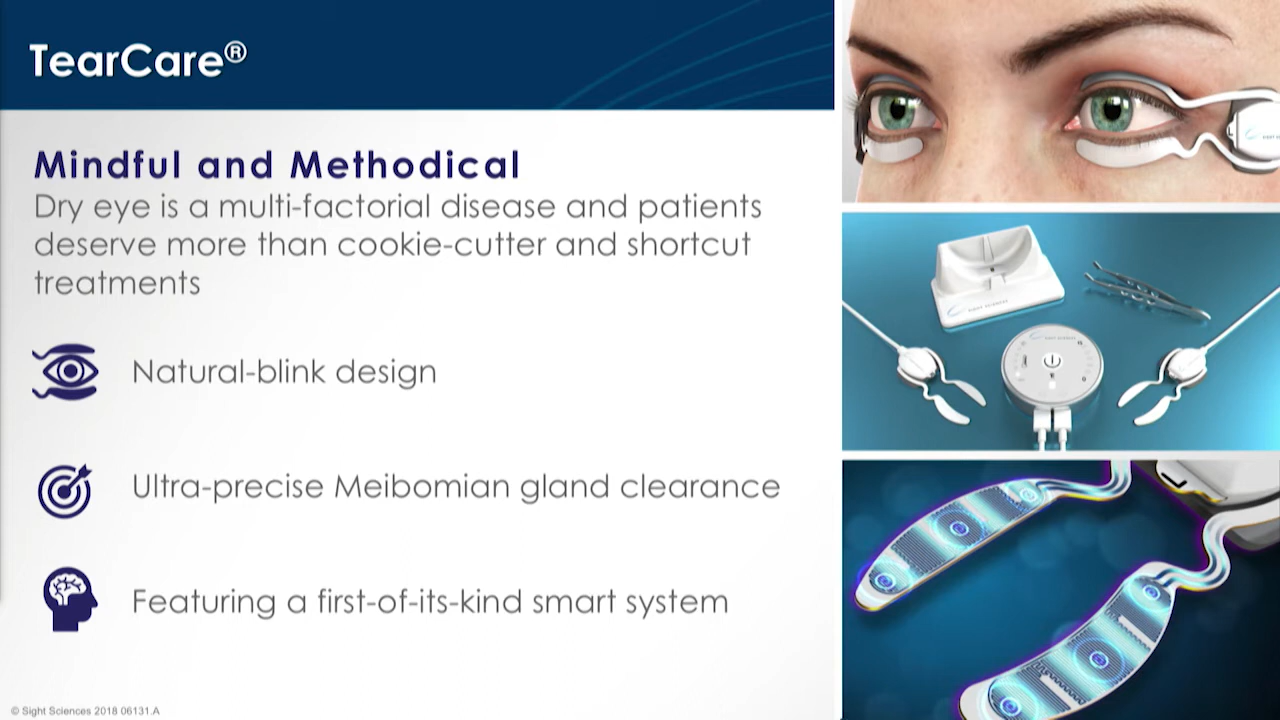 TearCare®
Mindful and Methodical
Dry eye is a multi-factorial disease and patients
deserve more than cookie-cutter and shortcut
treatments
Natural-blink design
Ultra-precise Meibomian gland clearance
Featuring a first-of-its-kind smart system
© Sight Sciences 2018 06131.A